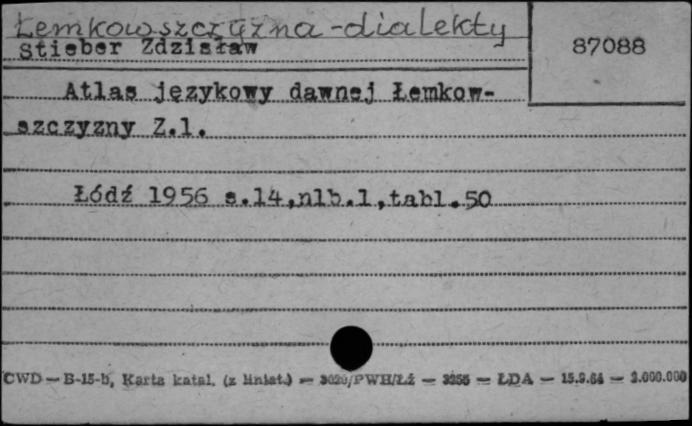 Łemkowszczyzna-dialekty
Stieber Zdzisław
87088
Atlas językowy dawnej Łemkow-
szczyzny Z.1.
Łódź 1956 s.14,nlb.1,tabl.50
CWD — B-15-b, Karta katal. (z liniat.) — /PWH/Łź — — ŁDA — 15.9.64 — 3.000.000